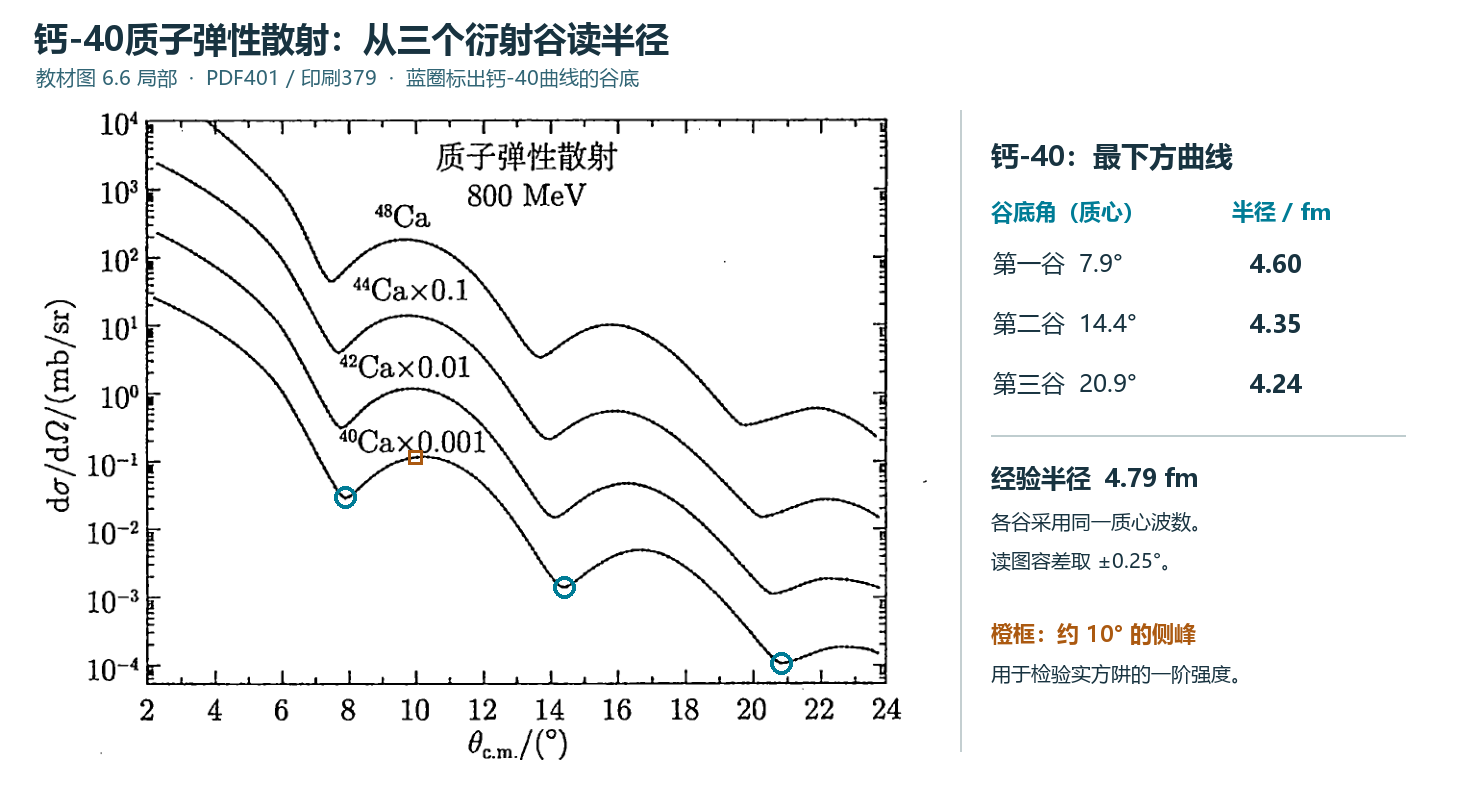 钙-40质子弹性散射：从三个衍射谷读半径
教材图 6.6 局部 · PDF401 / 印刷379 · 蓝圈标出钙-40曲线的谷底
质子弹性散射
800 MeV
⁴⁸Ca
⁴⁴Ca×0.1
⁴²Ca×0.01
⁴⁰Ca×0.001
dσ/dΩ/(mb/sr)
10⁴
10³
10²
10¹
10⁰
10⁻¹
10⁻²
10⁻³
10⁻⁴
2 4 6 8 10 12 14 16 18 20 22 24
θc.m./(°)
钙-40：最下方曲线
谷底角（质心） 半径 / fm
第一谷 7.9° 4.60
第二谷 14.4° 4.35
第三谷 20.9° 4.24
经验半径 4.79 fm
各谷采用同一质心波数。
读图容差取 ±0.25°。
橙框：约 10° 的侧峰
用于检验实方阱的一阶强度。